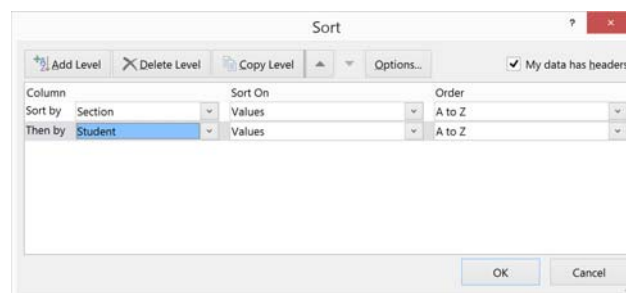 Sort ?
Add Level Delete Level Copy Level Options... My data has headers
Column Sort On Order
Sort by Section Values A to Z
Then by Student Values A to Z
OK Cancel